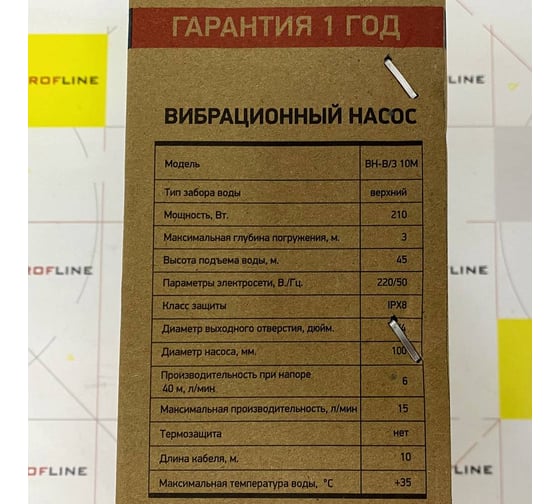 ГАРАНТИЯ 1 ГОД
ROFLINE
ВИБРАЦИОННЫЙ НАСОС
Модель ВН-В/3 10М
Тип забора воды верхний
Мощность, Вт. 210
Максимальная глубина погружения, м. 3
Высота подъема воды, м. 45
ROFLINE
Параметры электросети, В./Гц. 220/50
Класс защиты IPX8
Диаметр выходного отверстия, дюйм.
Диаметр насоса, мм. 100
Производительность при напоре
40 м, л/мин. 6
Максимальная производительность, л/мин 15
Термозащита нет
Длина кабеля, м. 10
ROFLINE
Максимальная температура воды, °С +35